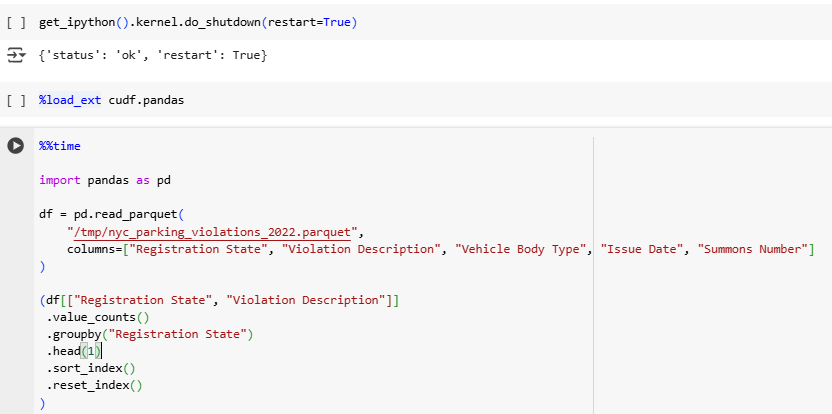 [ ] get_ipython().kernel.do_shutdown(restart=True)
{'status': 'ok', 'restart': True}
[ ] %load_ext cudf.pandas
%%time
import pandas as pd
df = pd.read_parquet(
    "/tmp/nyc_parking_violations_2022.parquet",
    columns=["Registration State", "Violation Description", "Vehicle Body Type", "Issue Date", "Summons Number"]
)
(df[["Registration State", "Violation Description"]]
 .value_counts()
 .groupby("Registration State")
 .head(1)
 .sort_index()
 .reset_index()
)